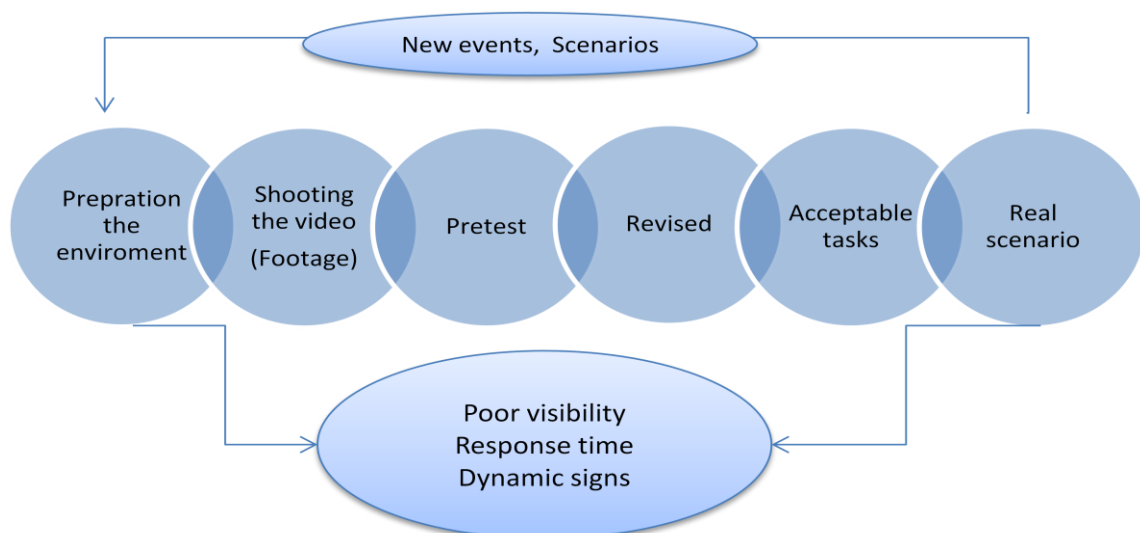 New events, Scenarios
Prepration
the
enviroment
Shooting
the video
(Footage)
Pretest
Revised
Acceptable
tasks
Real
scenario
Poor visibility
Response time
Dynamic signs